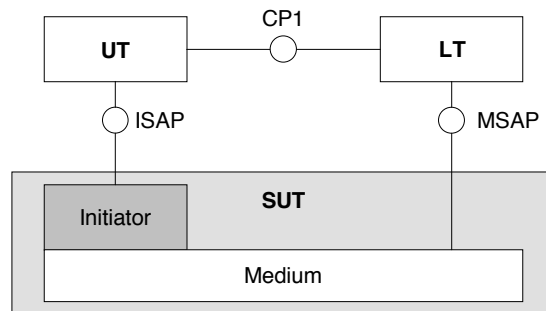 CP1
UT
LT
ISAP
MSAP
SUT
Initiator
Medium